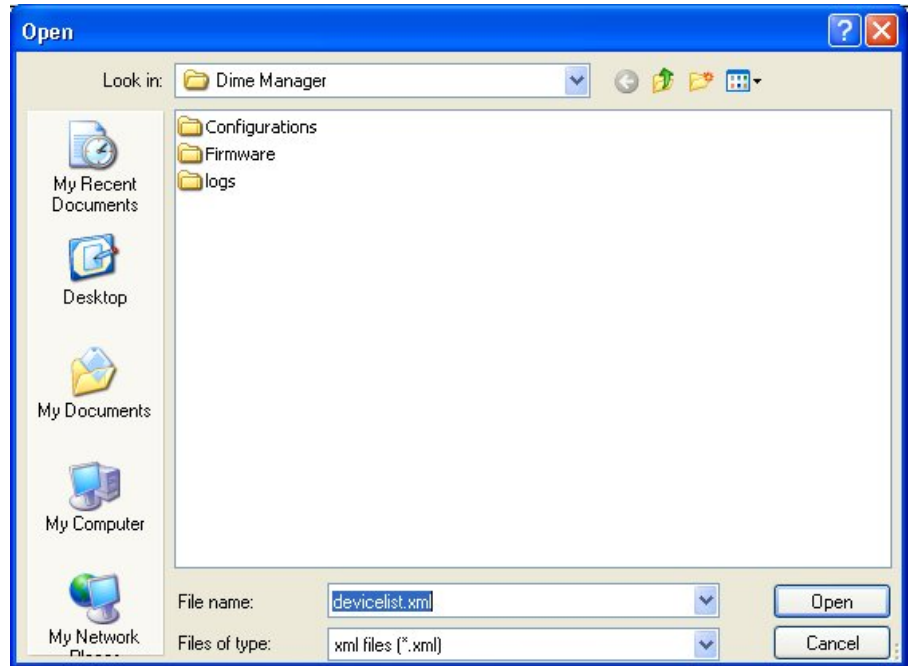 Open
Look in:
Dime Manager
Configurations
Firmware
logs
My Recent
Documents
Desktop
My Documents
My Computer
My Network
File name:
devicelist.xml
Open
Files of type:
xml files (*.xml)
Cancel